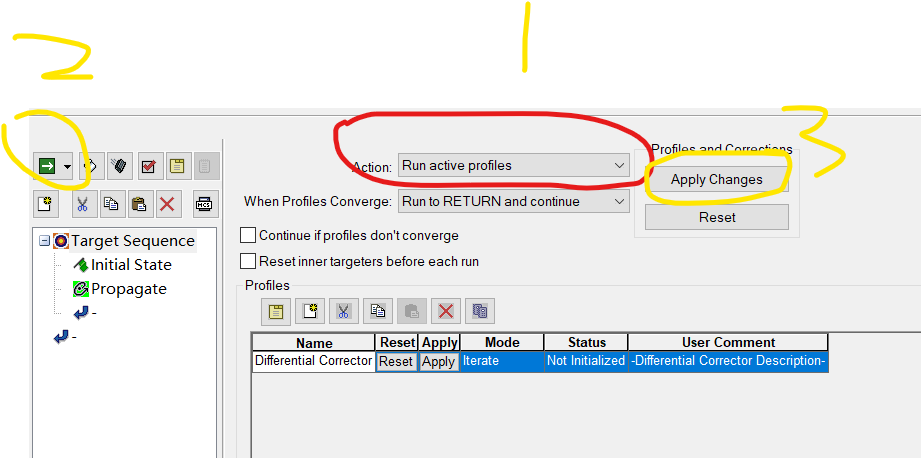 1
2
3
Action:
Run active profiles
Profiles and Corrections
Apply Changes
When Profiles Converge:
Run to RETURN and continue
Reset
Continue if profiles don't converge
Reset inner targeters before each run
MCS
Target Sequence
Initial State
Propagate
-
-
Profiles
Name Reset Apply Mode Status User Comment
Differential Corrector Reset Apply Iterate Not Initialized -Differential Corrector Description-